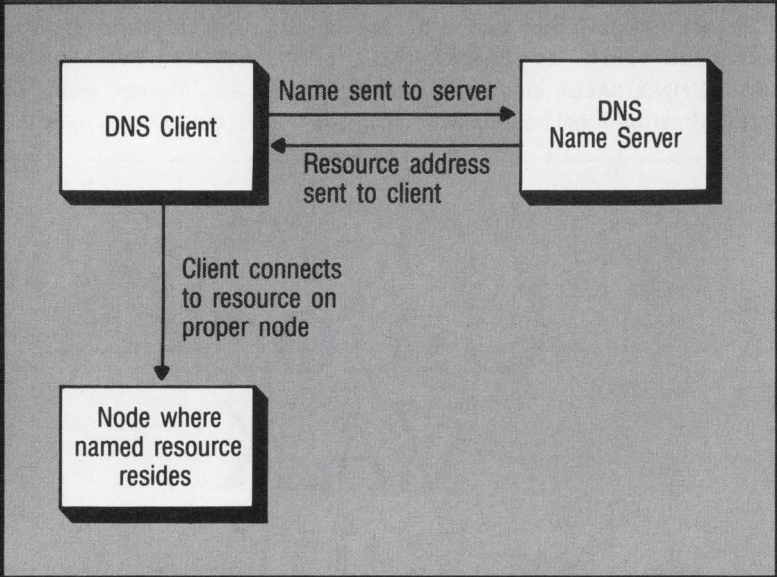 DNS Client
Name sent to server
DNS
Name Server
Resource address
sent to client
Client connects
to resource on
proper node
Node where
named resource
resides